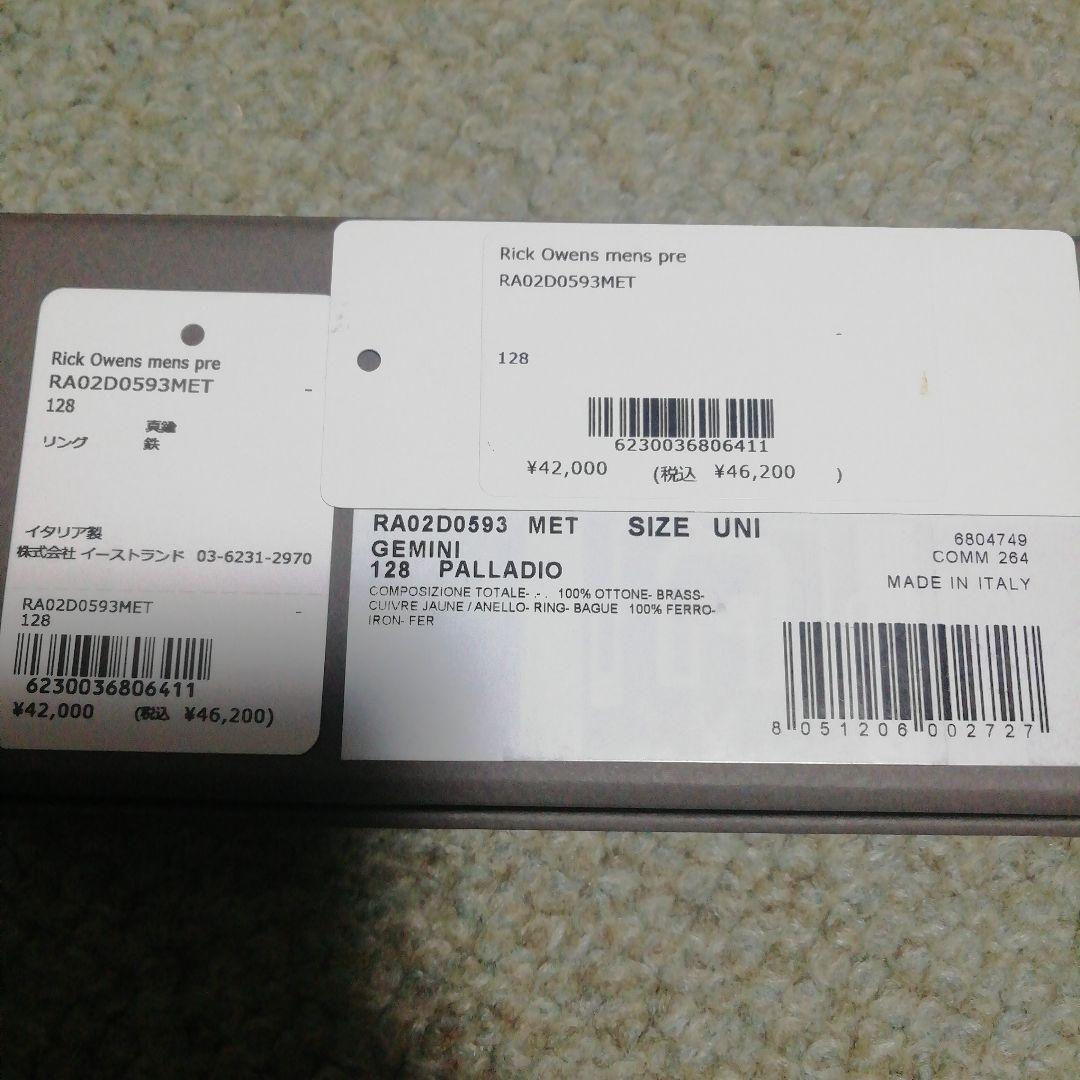 Rick Owens mens pre
RA02D0593MET
-
128
6230036806411
¥42,000 (税込 ¥46,200 )
Rick Owens mens pre
RA02D0593MET -
128
真鍮
リング 鉄
イタリア製
株式会社 イーストランド 03-6231-2970
RA02D0593MET -
128
6230036806411
¥42,000 (税込 ¥46,200)
RA02D0593 MET SIZE UNI
GEMINI
128 PALLADIO
6804749
COMM 264
MADE IN ITALY
COMPOSIZIONE TOTALE- .- . 100% OTTONE- BRASS-
CUIVRE JAUNE / ANELLO- RING- BAGUE 100% FERRO-
IRON- FER
8 051206 002727